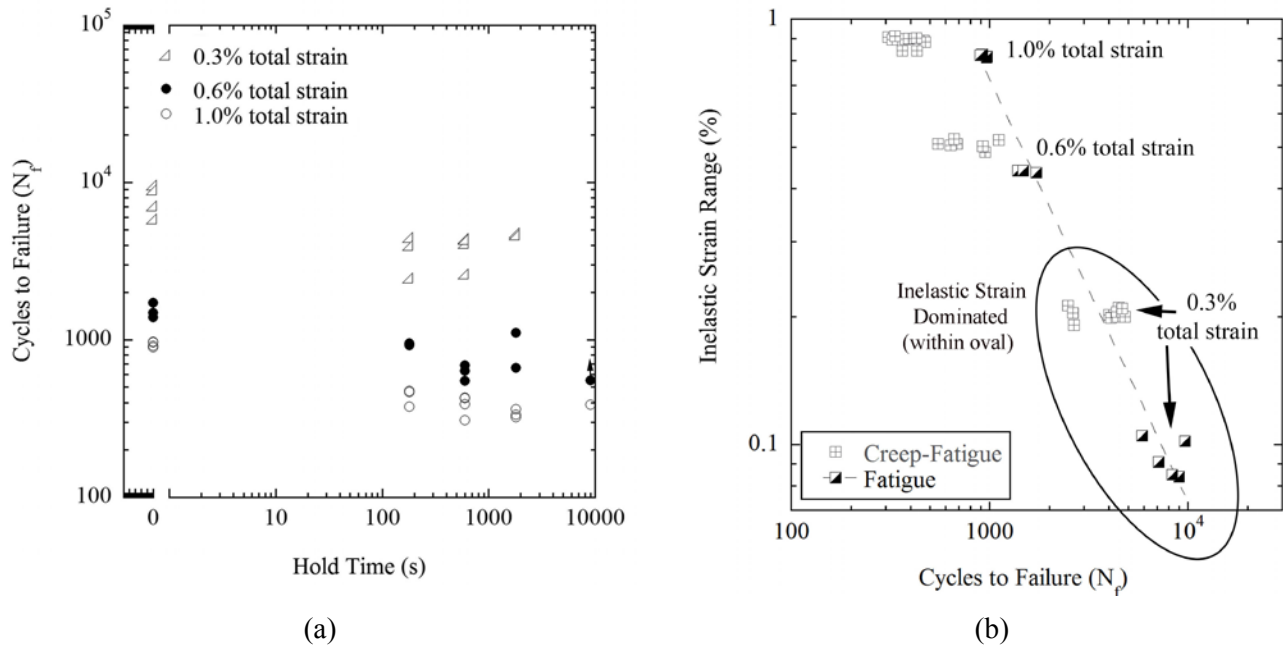 10^5
10^4
1000
100
Cycles to Failure (N_f)
0.3% total strain
0.6% total strain
1.0% total strain
0
10
100
1000
10000
Hold Time (s)
(a)
1
0.1
Inelastic Strain Range (%)
1.0% total strain
0.6% total strain
Inelastic Strain
Dominated
(within oval)
0.3%
total strain
Creep-Fatigue
Fatigue
100
1000
10^4
Cycles to Failure (N_f)
(b)